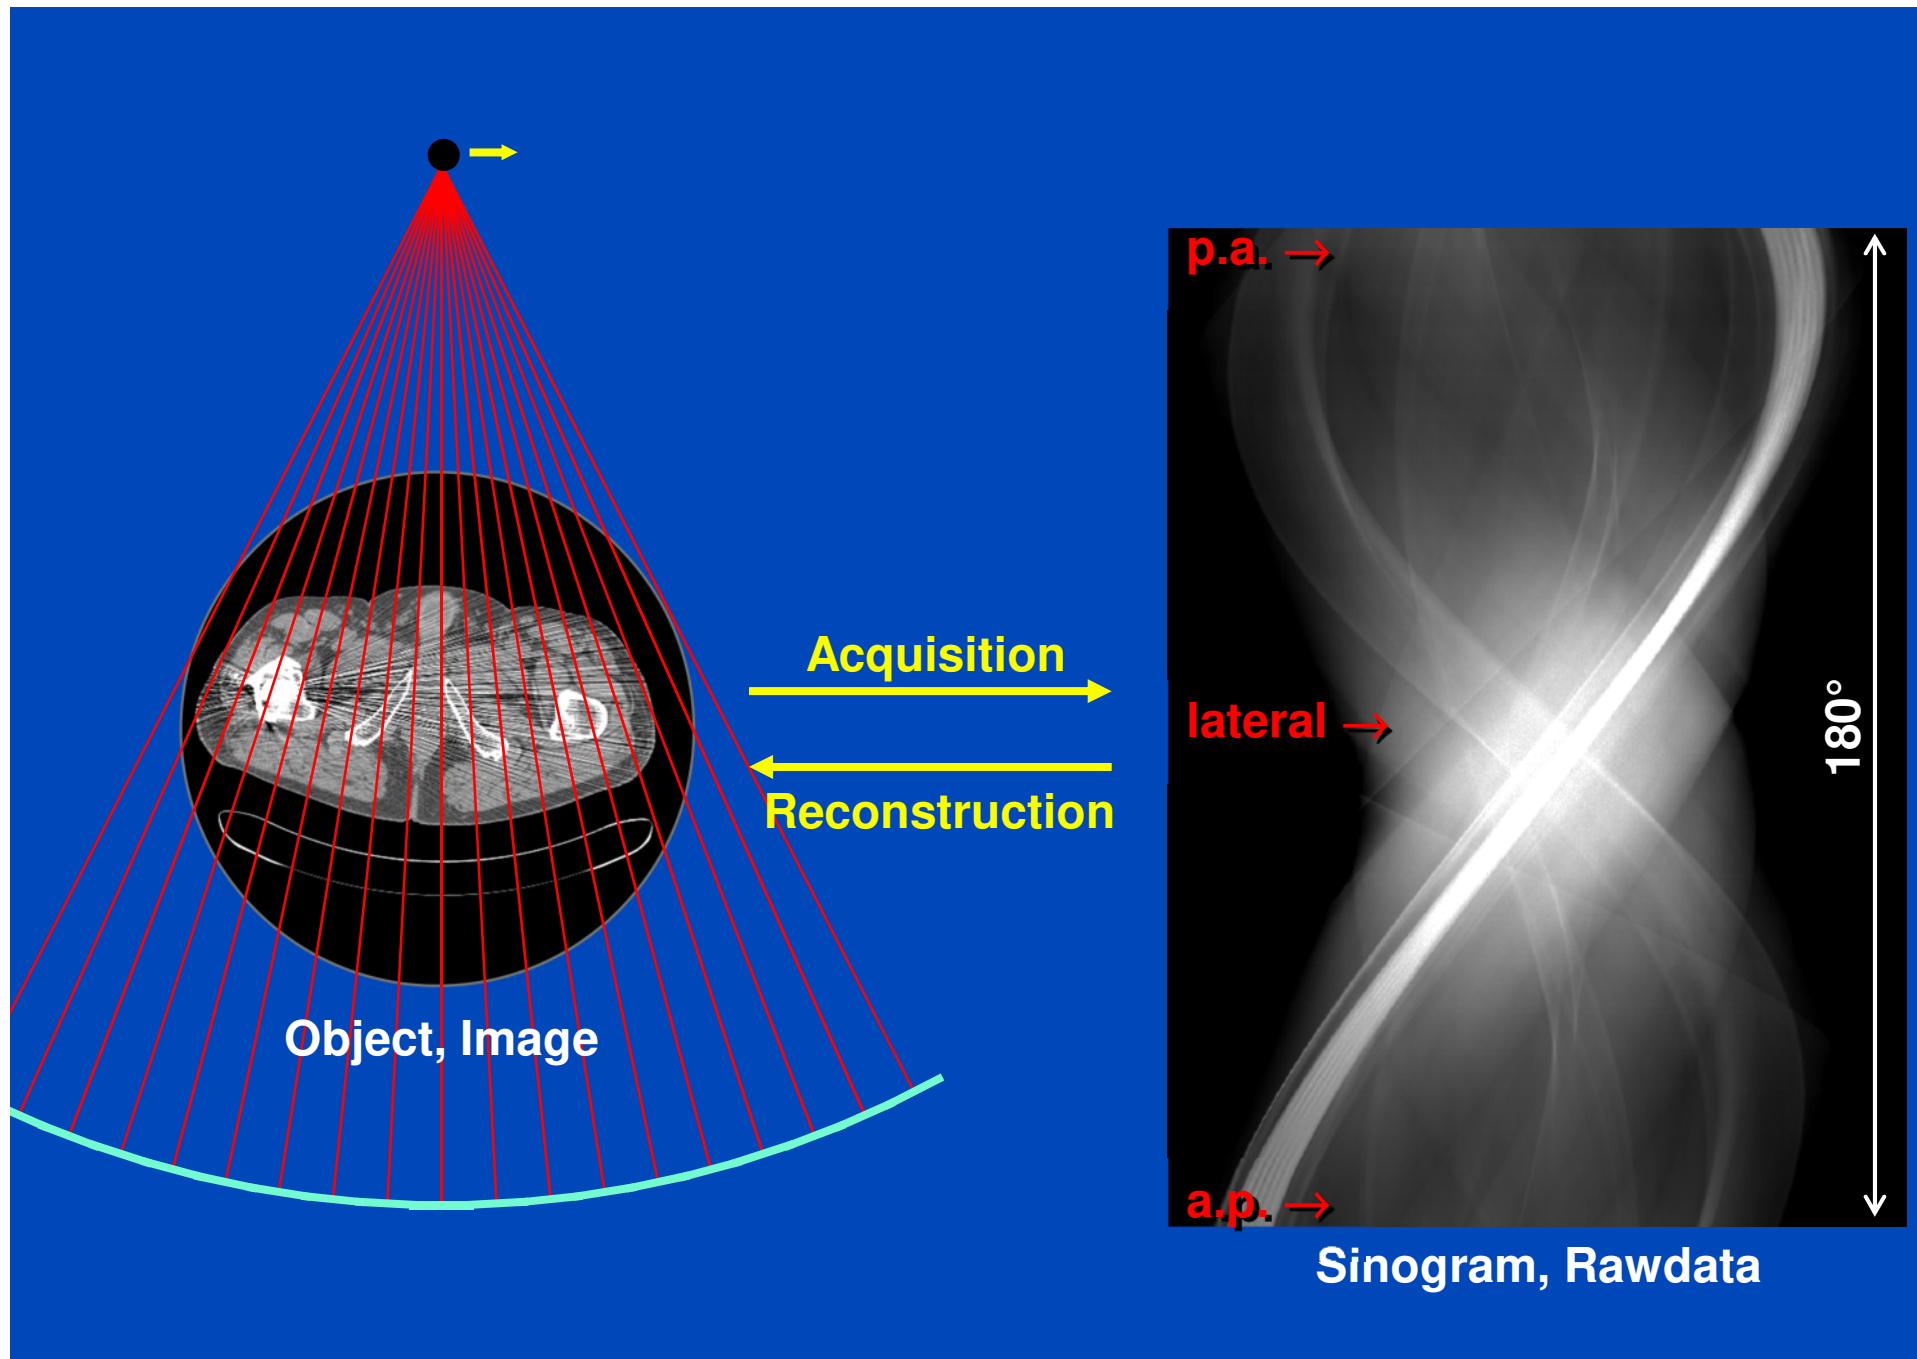 p.a. →
Acquisition
lateral →
180°
Reconstruction
Object, Image
a.p. →
Sinogram, Rawdata